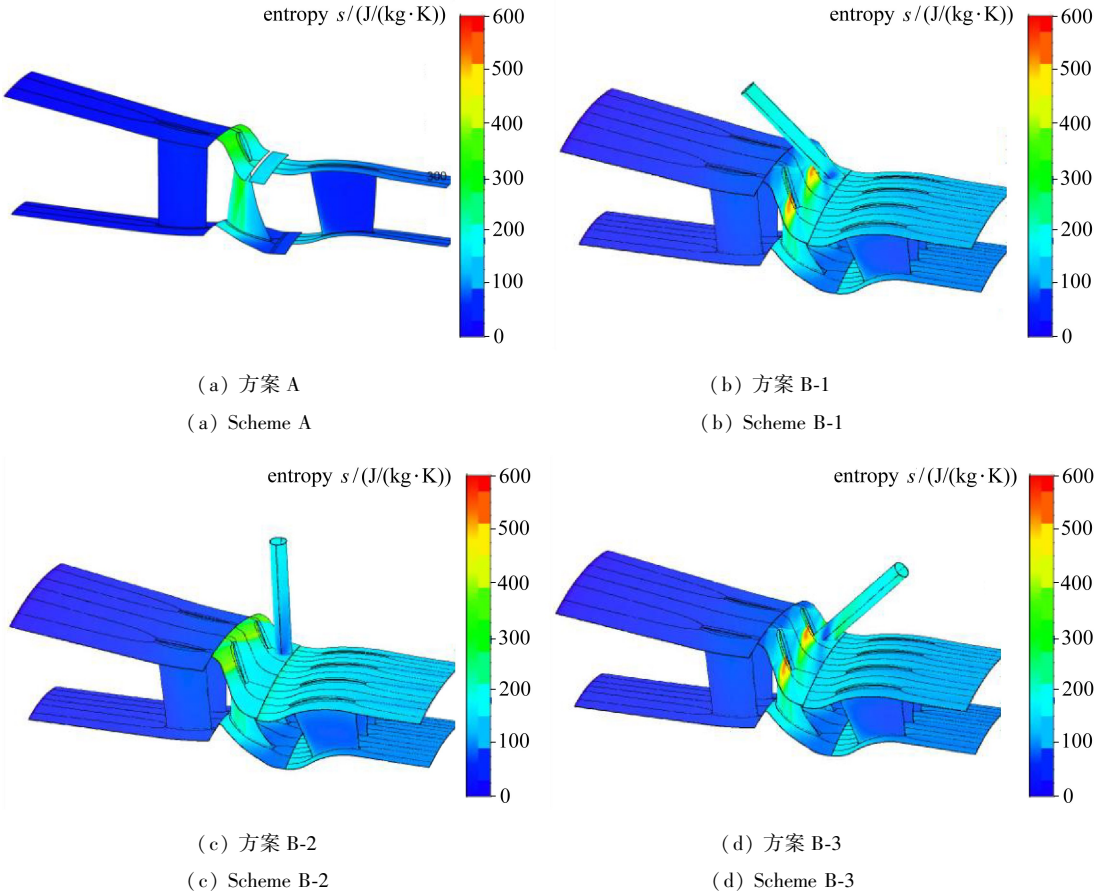 entropy s/(J/(kg·K))
600
500
400
300
200
100
0
300
(a) 方案 A
(a) Scheme A
entropy s/(J/(kg·K))
600
500
400
300
200
100
0
(b) 方案 B-1
(b) Scheme B-1
entropy s/(J/(kg·K))
600
500
400
300
200
100
0
(c) 方案 B-2
(c) Scheme B-2
entropy s/(J/(kg·K))
600
500
400
300
200
100
0
(d) 方案 B-3
(d) Scheme B-3